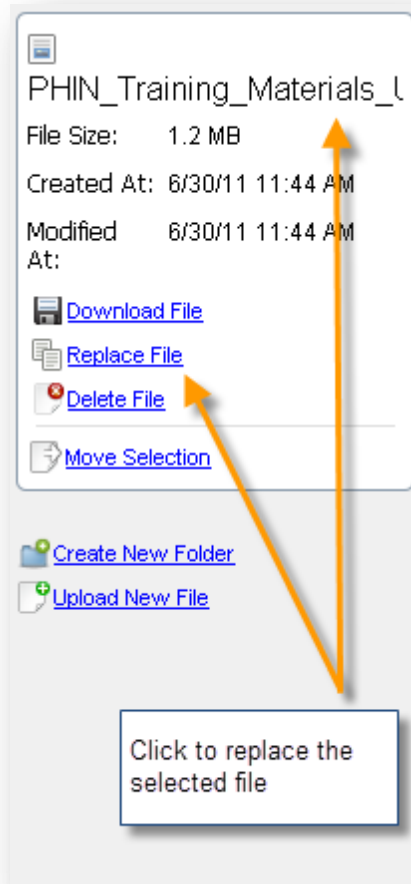 PHIN_Training_Materials_U
File Size: 1.2 MB
Created At: 6/30/11 11:44 AM
Modified At: 6/30/11 11:44 AM
Download File
Replace File
Delete File
Move Selection
Create New Folder
Upload New File
Click to replace the
selected file